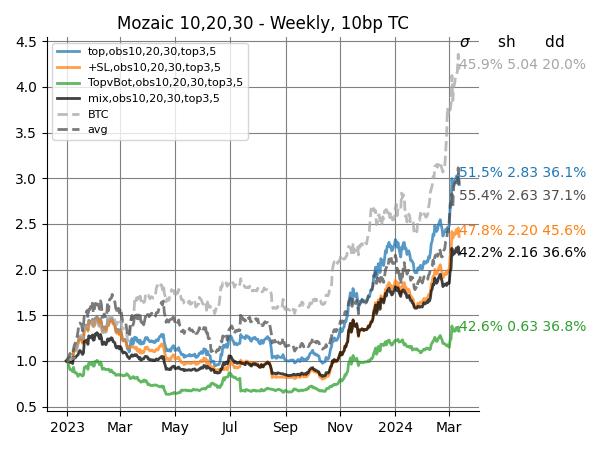 Mozaic 10,20,30 - Weekly, 10bp TC
σ sh dd
top,obs10,20,30,top3,5
+SL,obs10,20,30,top3,5
TopvBot,obs10,20,30,top3,5
mix,obs10,20,30,top3,5
BTC
avg
45.9% 5.04 20.0%
51.5% 2.83 36.1%
55.4% 2.63 37.1%
47.8% 2.20 45.6%
42.2% 2.16 36.6%
42.6% 0.63 36.8%
4.5
4.0
3.5
3.0
2.5
2.0
1.5
1.0
0.5
2023 Mar May Jul Sep Nov 2024 Mar